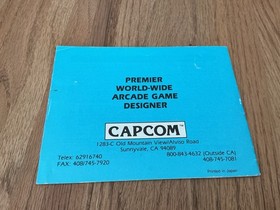 PREMIER
WORLD-WIDE
ARCADE GAME
DESIGNER
CAPCOM
1283-C Old Mountain View/Alviso Road
Sunnyvale, CA 94089
Telex: 62916740
FAX: 408/745-7920
800-843-4632 (Outside CA)
408-745-7081
Printed in Japan